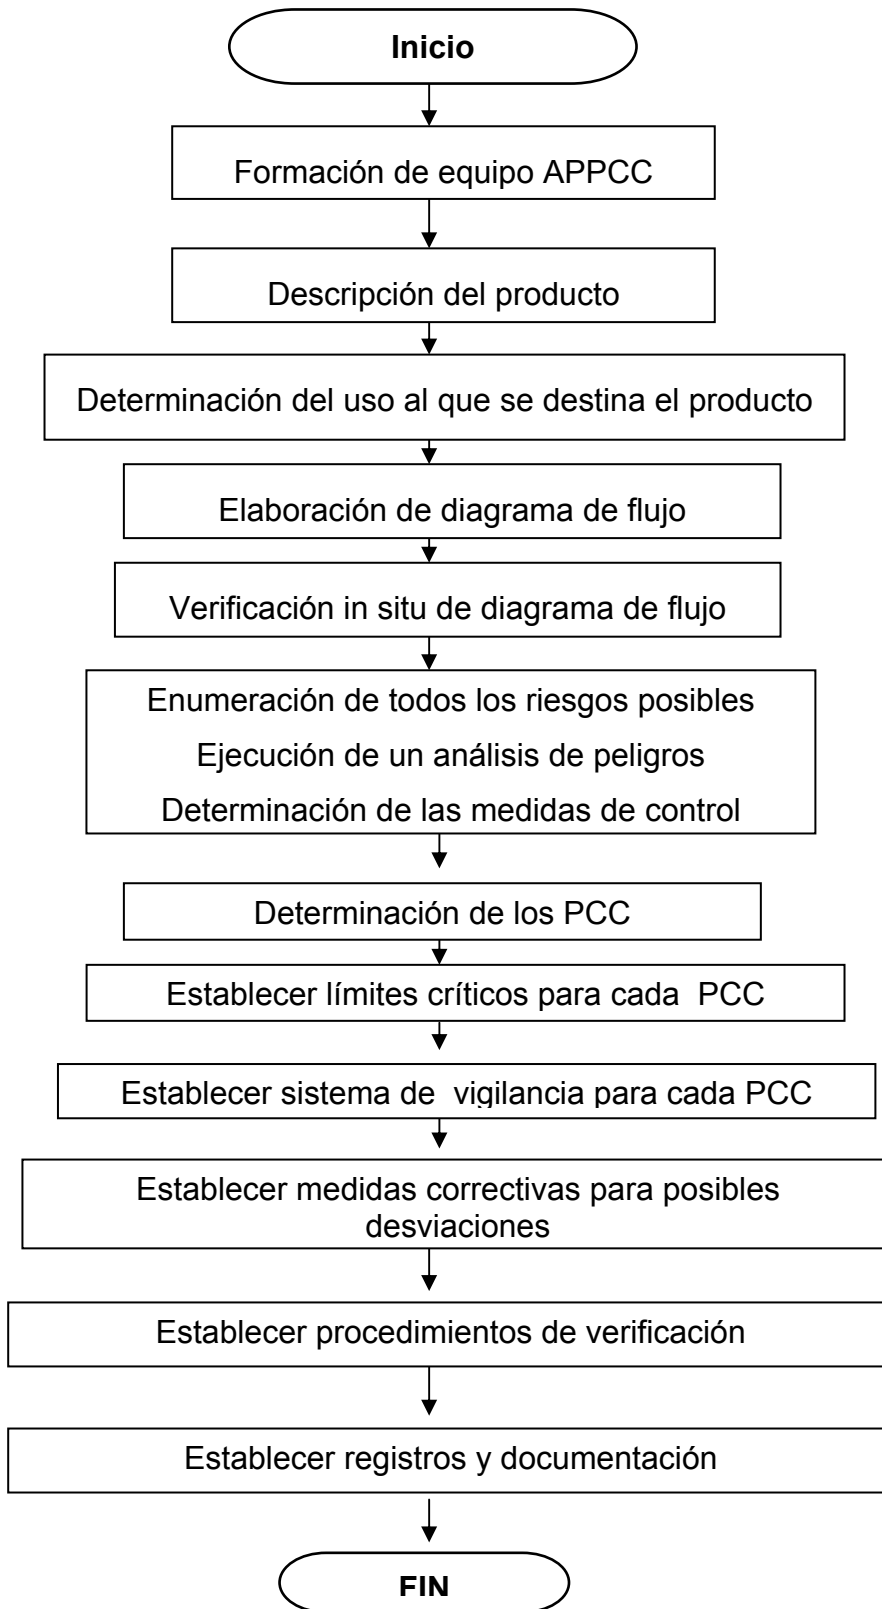 Inicio
Formación de equipo APPCC
Descripción del producto
Determinación del uso al que se destina el producto
Elaboración de diagrama de flujo
Verificación in situ de diagrama de flujo
Enumeración de todos los riesgos posibles
Ejecución de un análisis de peligros
Determinación de las medidas de control
Determinación de los PCC
Establecer límites críticos para cada  PCC
Establecer sistema de  vigilancia para cada PCC
Establecer medidas correctivas para posibles
desviaciones
Establecer procedimientos de verificación
Establecer registros y documentación
FIN